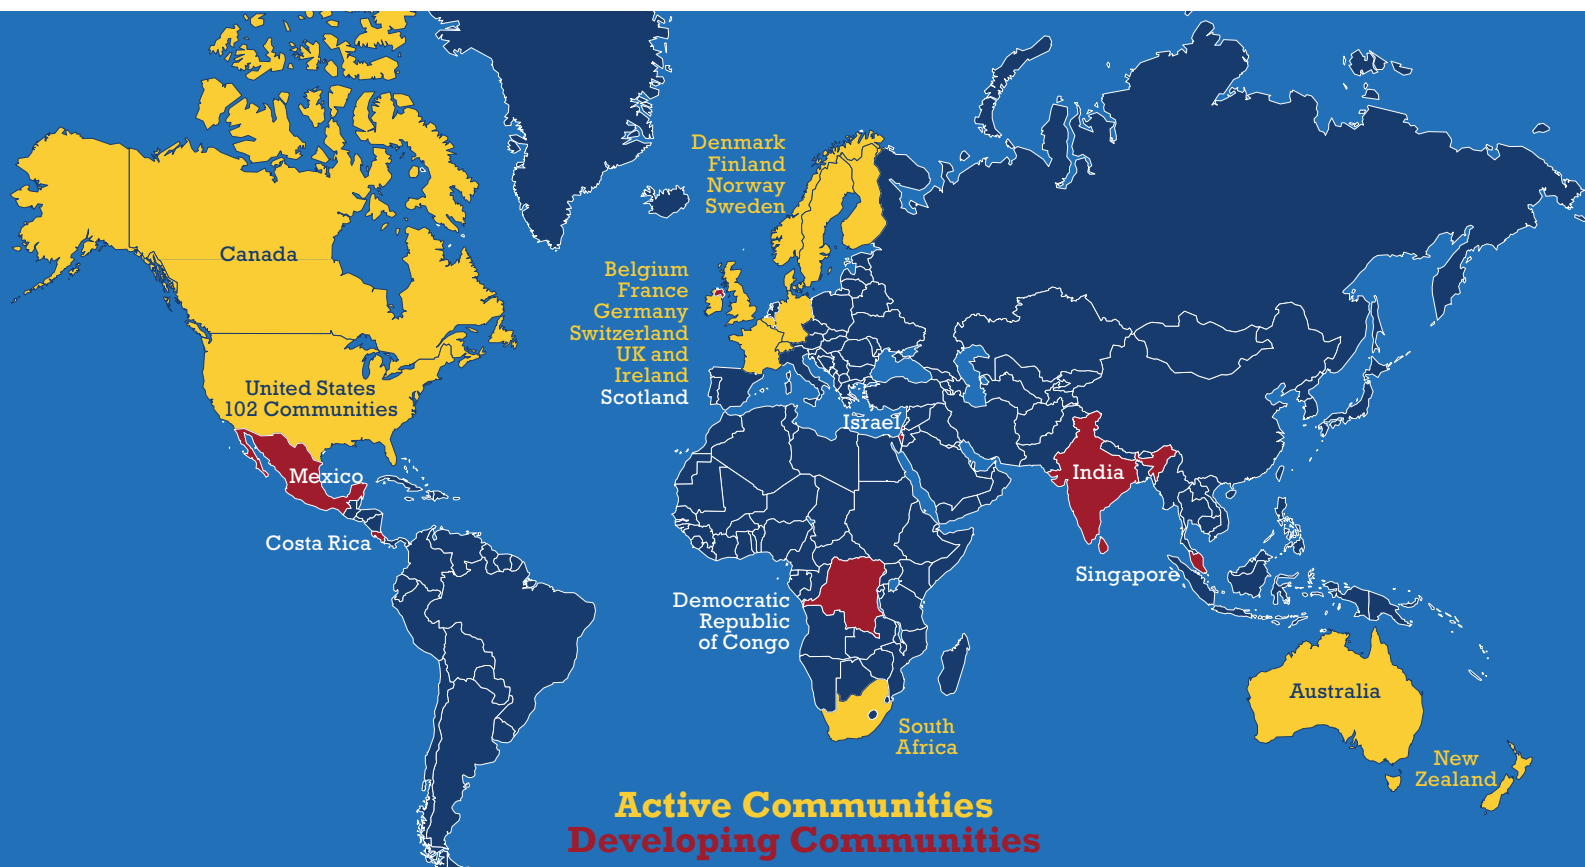 Denmark
Finland
Norway
Sweden
Canada
Belgium
France
Germany
Switzerland
UK and
Ireland
Scotland
United States
102 Communities
Israel
Mexico
India
Costa Rica
Singapore
Democratic
Republic
of Congo
Australia
South
Africa
New
Zealand
Active Communities
Developing Communities